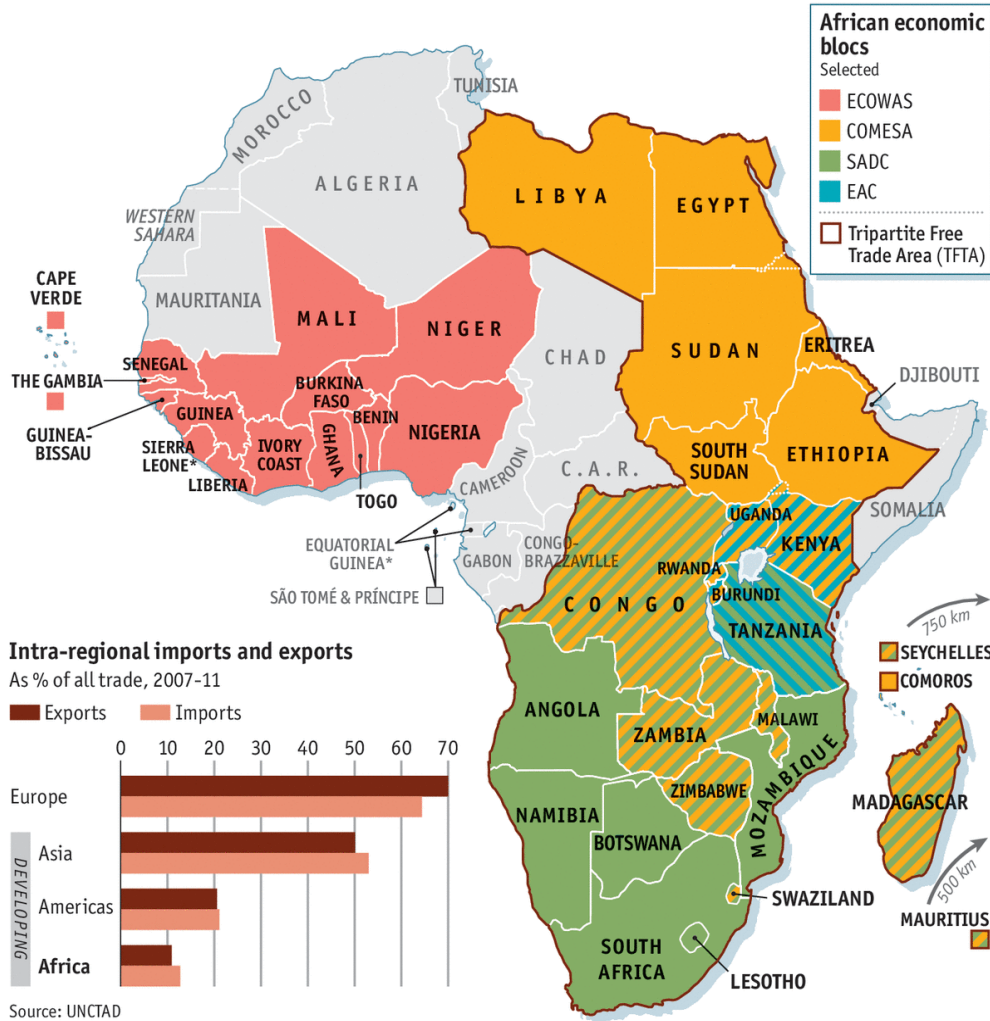 African economic
blocs
Selected
ECOWAS
COMESA
SADC
EAC
Tripartite Free
Trade Area (TFTA)
TUNISIA
MOROCCO
ALGERIA
LIBYA
EGYPT
WESTERN
SAHARA
MAURITANIA
CAPE
VERDE
MALI
NIGER
CHAD
SUDAN
ERITREA
DJIBOUTI
SENEGAL
THE GAMBIA
GUINEA-
BISSAU
GUINEA
SIERRA
LEONE*
LIBERIA
IVORY
COAST
BURKINA
FASO
GHANA
BENIN
TOGO
NIGERIA
CAMEROON
C.A.R.
SOUTH
SUDAN
ETHIOPIA
SOMALIA
EQUATORIAL
GUINEA*
SÃO TOMÉ & PRÍNCIPE
GABON
CONGO-
BRAZZAVILLE
UGANDA
KENYA
RWANDA
BURUNDI
CONGO
TANZANIA
750 km
SEYCHELLES
COMOROS
ANGOLA
ZAMBIA
MALAWI
MOZAMBIQUE
ZIMBABWE
NAMIBIA
BOTSWANA
MADAGASCAR
500 km
MAURITIUS
SWAZILAND
SOUTH
AFRICA
LESOTHO
Intra-regional imports and exports
As % of all trade, 2007-11
Exports Imports
0 10 20 30 40 50 60 70
Europe
DEVELOPING
Asia
Americas
Africa
Source: UNCTAD